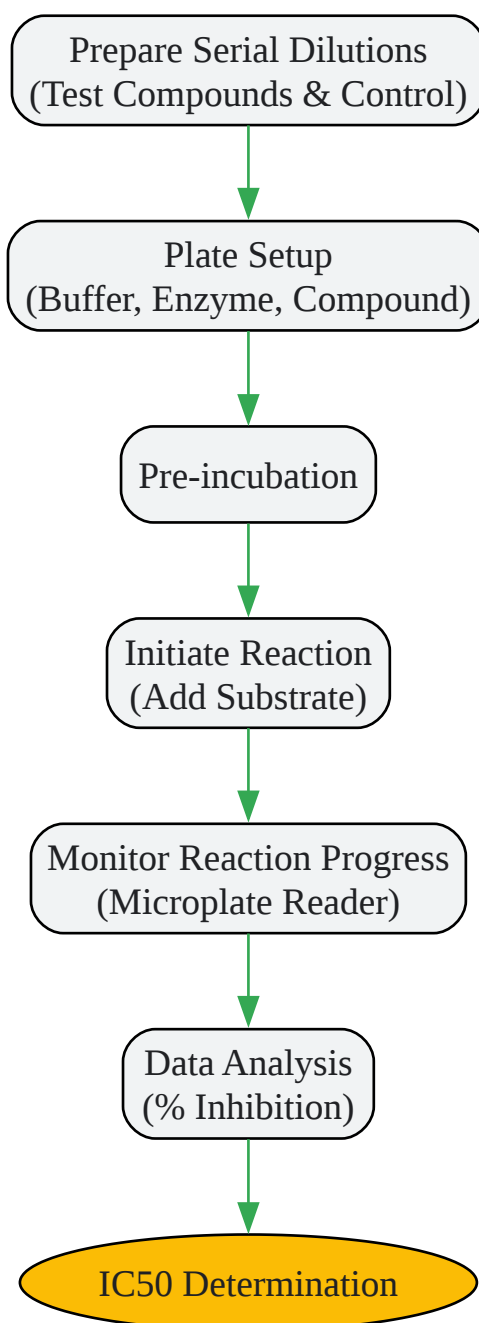 Prepare Serial Dilutions
(Test Compounds & Control)
Plate Setup
(Buffer, Enzyme, Compound)
Pre-incubation
Initiate Reaction
(Add Substrate)
Monitor Reaction Progress
(Microplate Reader)
Data Analysis
(% Inhibition)
IC50 Determination